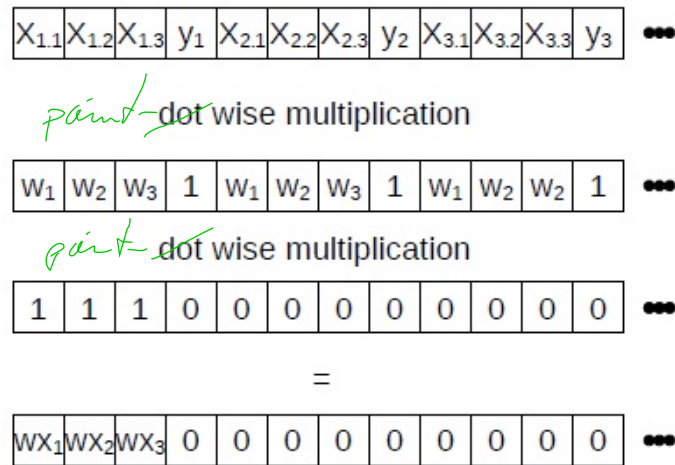 X1.1 X1.2 X1.3 y1 X2.1 X2.2 X2.3 y2 X3.1 X3.2 X3.3 y3 •••
point- dot wise multiplication
w1 w2 w3 1 w1 w2 w3 1 w1 w2 w2 1 •••
point- dot wise multiplication
1 1 1 0 0 0 0 0 0 0 0 0 •••
=
wx1 wx2 wx3 0 0 0 0 0 0 0 0 0 •••